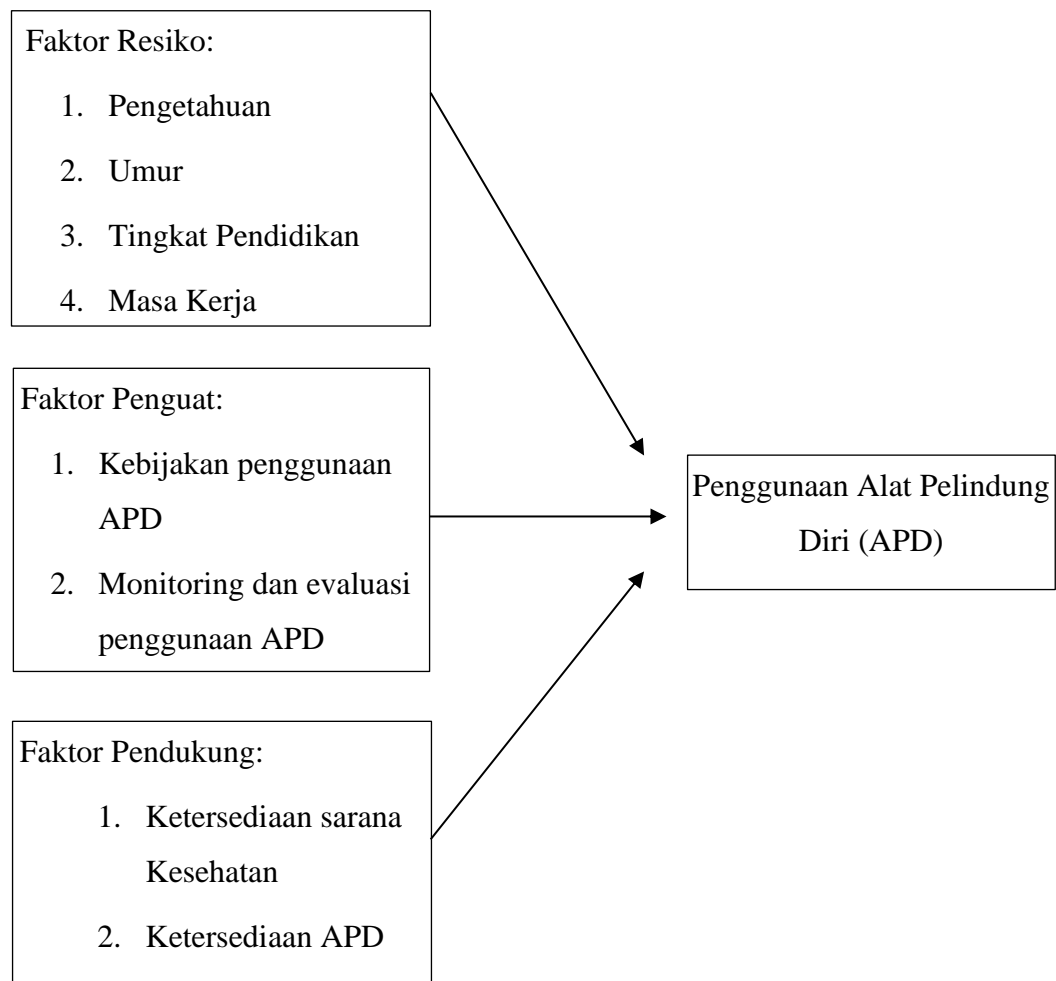 Faktor Resiko:
1. Pengetahuan
2. Umur
3. Tingkat Pendidikan
4. Masa Kerja
Faktor Penguat:
1. Kebijakan penggunaan
APD
2. Monitoring dan evaluasi
penggunaan APD
Faktor Pendukung:
1. Ketersediaan sarana
Kesehatan
2. Ketersediaan APD
Penggunaan Alat Pelindung
Diri (APD)